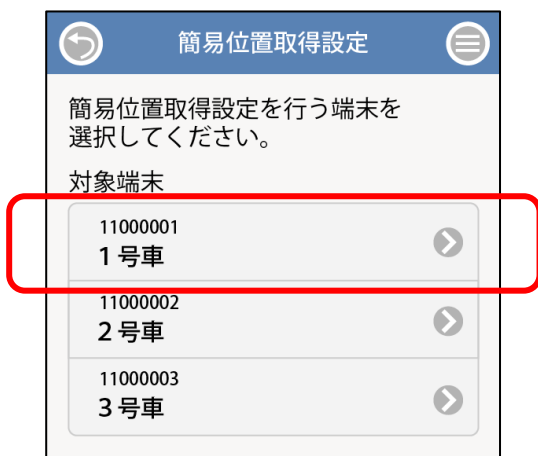 簡易位置取得設定
簡易位置取得設定を行う端末を
選択してください。
対象端末
11000001
1号車
11000002
2号車
11000003
3号車